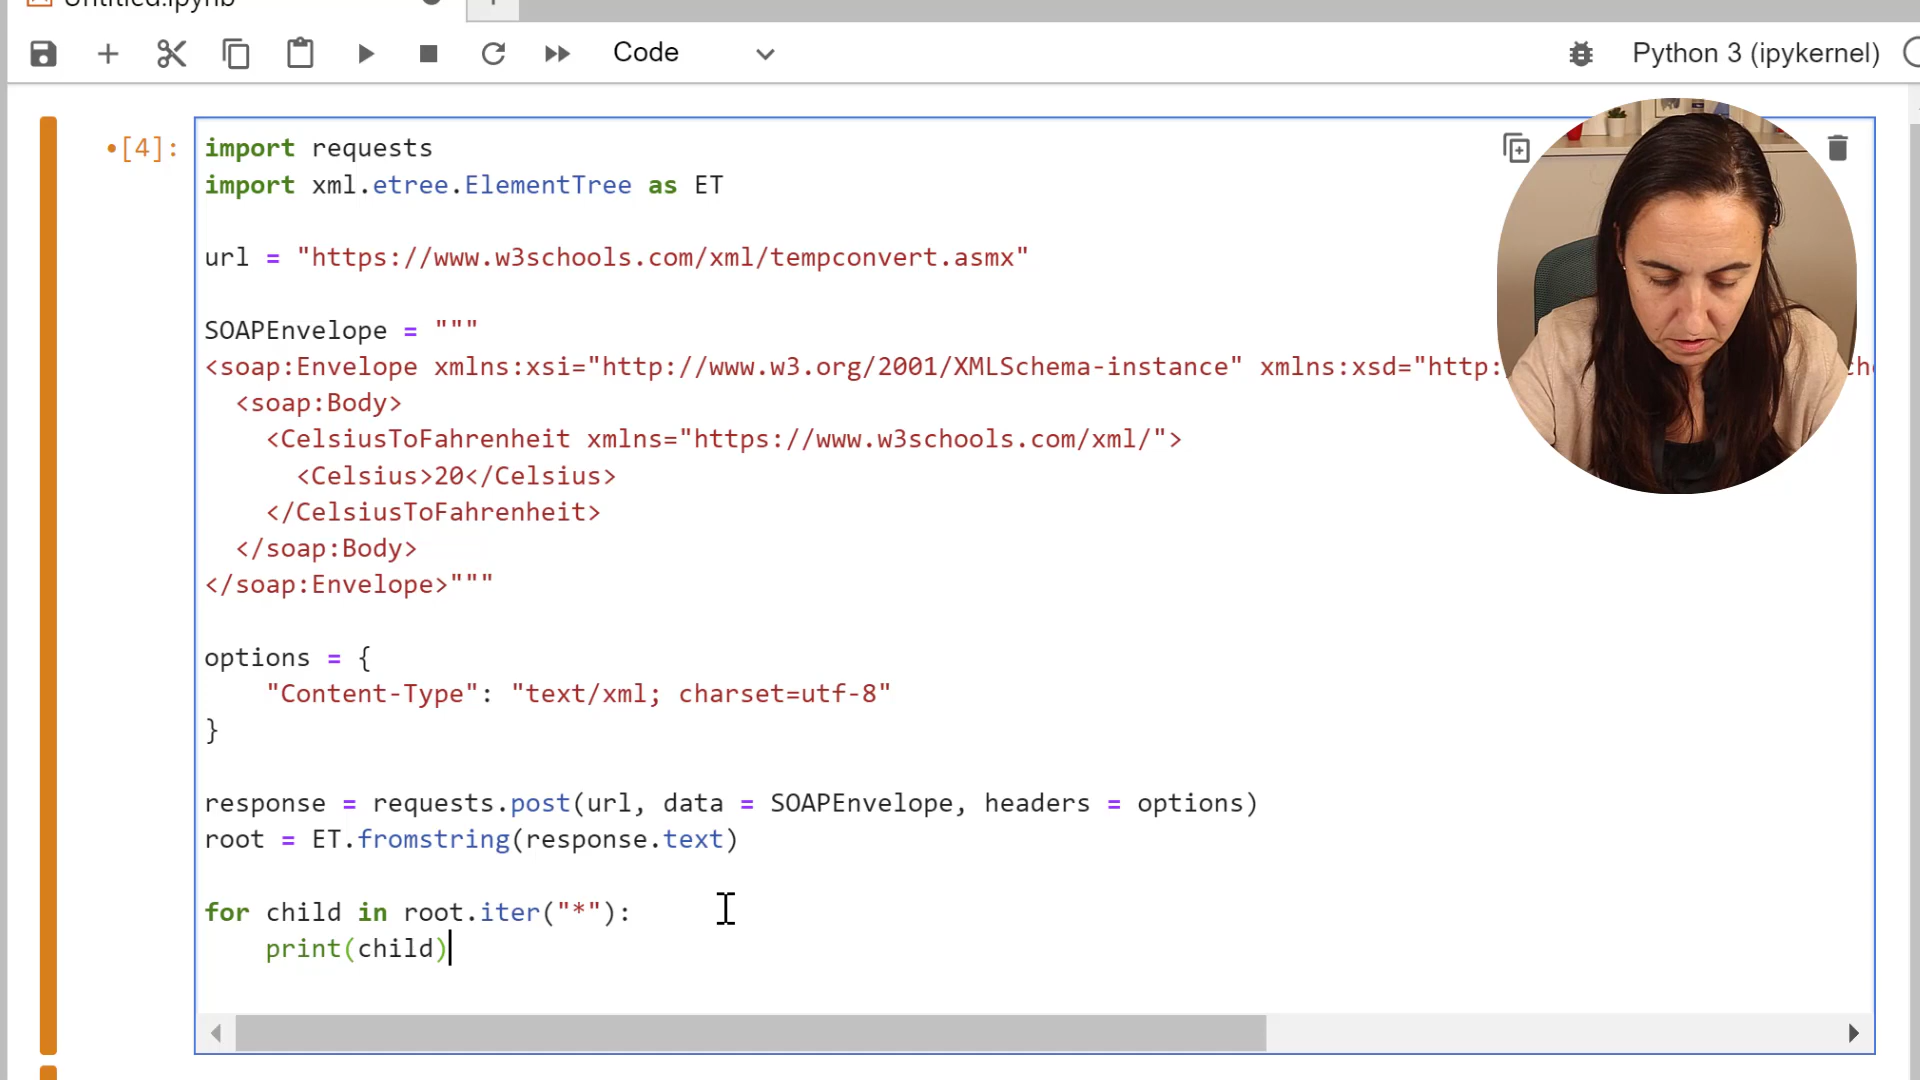 Untitled.ipynb
Code
Python 3 (ipykernel)
•[4]:
import requests
import xml.etree.ElementTree as ET
url = "https://www.w3schools.com/xml/tempconvert.asmx"
SOAPEnvelope = """
<soap:Envelope xmlns:xsi="http://www.w3.org/2001/XMLSchema-instance" xmlns:xsd="http:
<soap:Body>
<CelsiusToFahrenheit xmlns="https://www.w3schools.com/xml/">
<Celsius>20</Celsius>
</CelsiusToFahrenheit>
</soap:Body>
</soap:Envelope>"""
options = {
"Content-Type": "text/xml; charset=utf-8"
}
response = requests.post(url, data = SOAPEnvelope, headers = options)
root = ET.fromstring(response.text)
for child in root.iter("*"):
print(child)